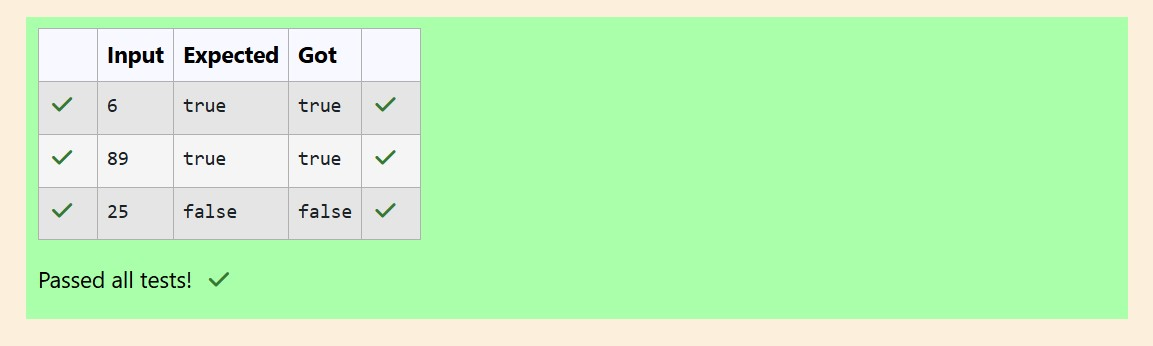 Input Expected Got
6 true true
89 true true
25 false false
Passed all tests!